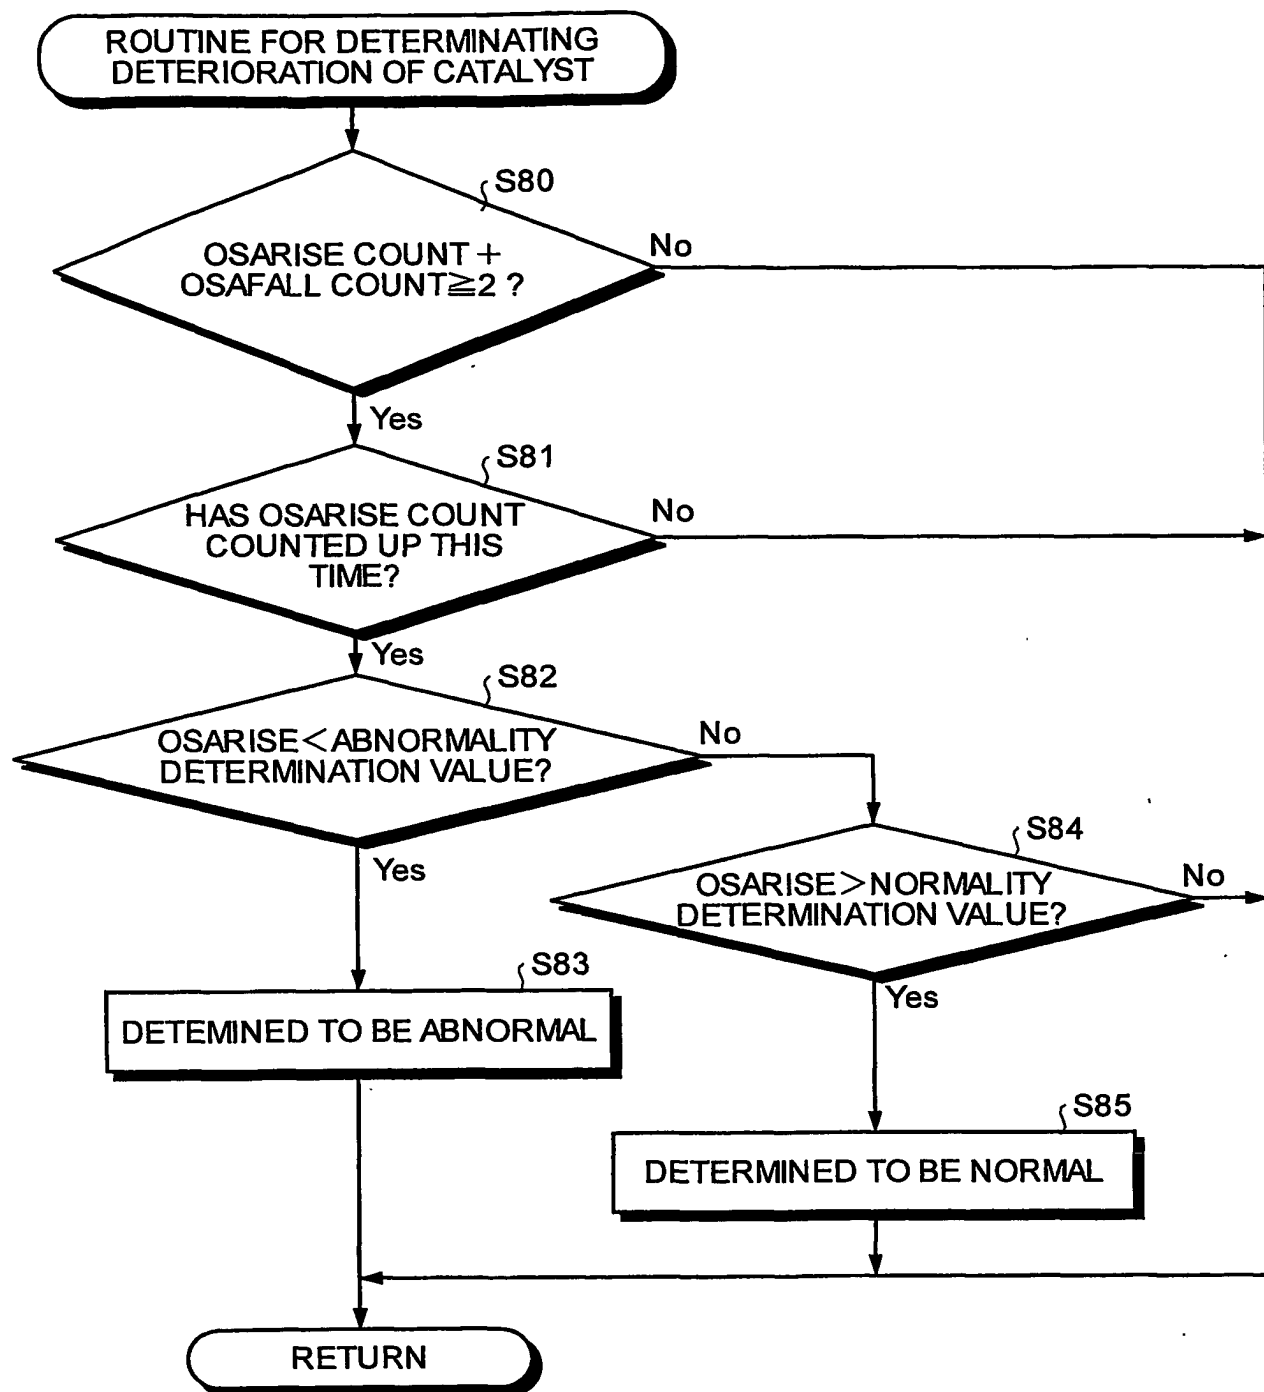 ROUTINE FOR DETERMINATING
DETERIORATION OF CATALYST
S80
OSARISE COUNT +
OSAFALL COUNT≧2 ?
No
Yes
S81
HAS OSARISE COUNT
COUNTED UP THIS
TIME?
No
Yes
S82
OSARISE<ABNORMALITY
DETERMINATION VALUE?
No
Yes
S84
OSARISE>NORMALITY
DETERMINATION VALUE?
No
Yes
S83
DETEMINED TO BE ABNORMAL
S85
DETERMINED TO BE NORMAL
RETURN